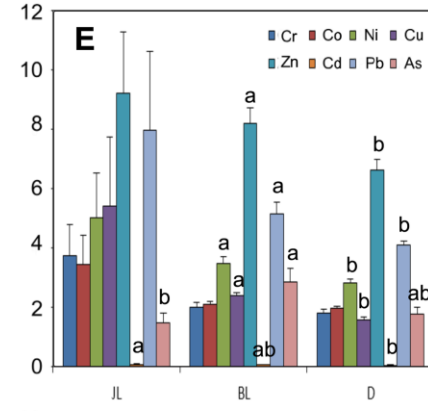 E
Cr Co Ni Cu
Zn Cd Pb As
12
10
8
6
4
2
0
a b
a a a a ab a
b b b b b ab
JL BL D